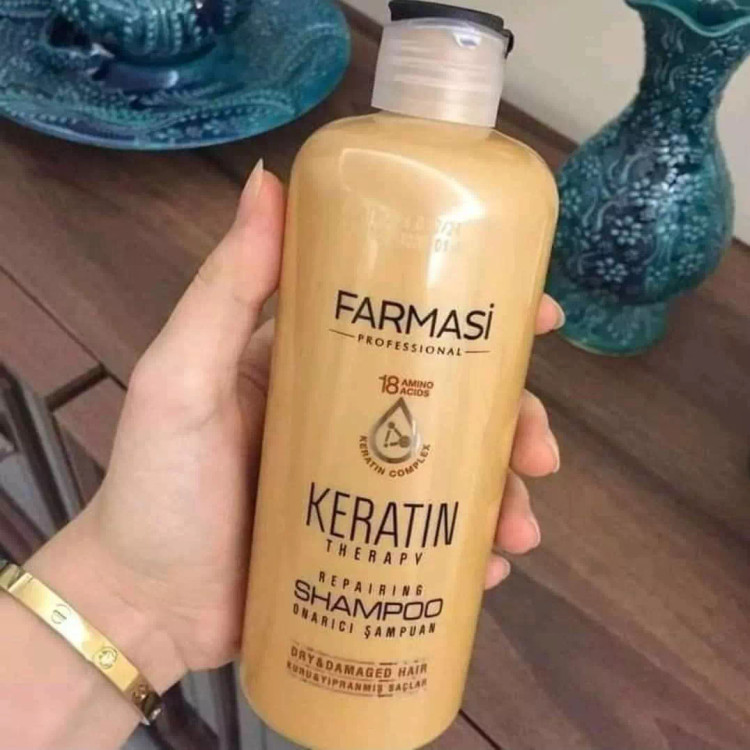 FARMASİ
PROFESSIONAL
18 AMINO ACIDS
KERATIN COMPLEX
KERATIN
THERAPY
REPAIRING
SHAMPOO
ONARICI ŞAMPUAN
DRY&DAMAGED HAIR
KURU&YIPRANMIŞ SAÇLAR